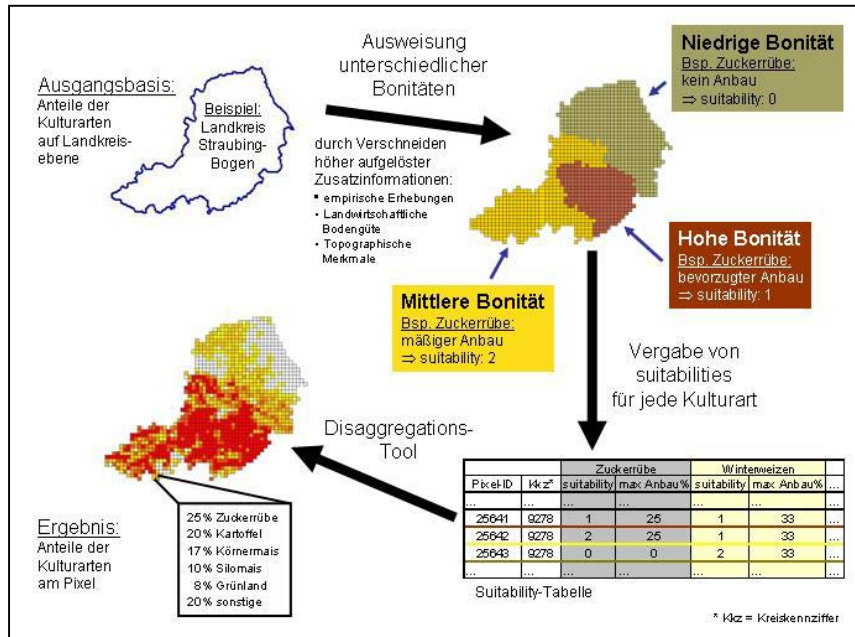 Ausgangsbasis:
Anteile der
Kulturarten
auf Landkreis-
ebene
Beispiel:
Landkreis
Straubing-
Bogen
Ausweisung
unterschiedlicher
Bonitäten
durch Verschneiden
höher aufgelöster
Zusatzinformationen:
▪ empirische Erhebungen
• Landwirtschaftliche
Bodengüte
• Topographische
Merkmale
Niedrige Bonität
Bsp. Zuckerrübe:
kein Anbau
⇒ suitability: 0
Hohe Bonität
Bsp. Zuckerrübe:
bevorzugter Anbau
⇒ suitability: 1
Mittlere Bonität
Bsp. Zuckerrübe:
mäßiger Anbau
⇒ suitability: 2
Vergabe von
suitabilities
für jede Kulturart
Zuckerrübe Winterweizen
Pixel-ID Kkz* suitability max Anbau% suitability max Anbau% ...
... ... ... ... ... ... ...
25641 9278 1 25 1 33
25642 9278 2 25 1 33
25643 9278 0 0 2 33
... ... ... ... ... ... ...
Suitability-Tabelle
* Kkz = Kreiskennziffer
Disaggregations-
Tool
Ergebnis:
Anteile der
Kulturarten
am Pixel
25% Zuckerrübe
20% Kartoffel
17% Körnermais
10% Silomais
8% Grünland
20% sonstige